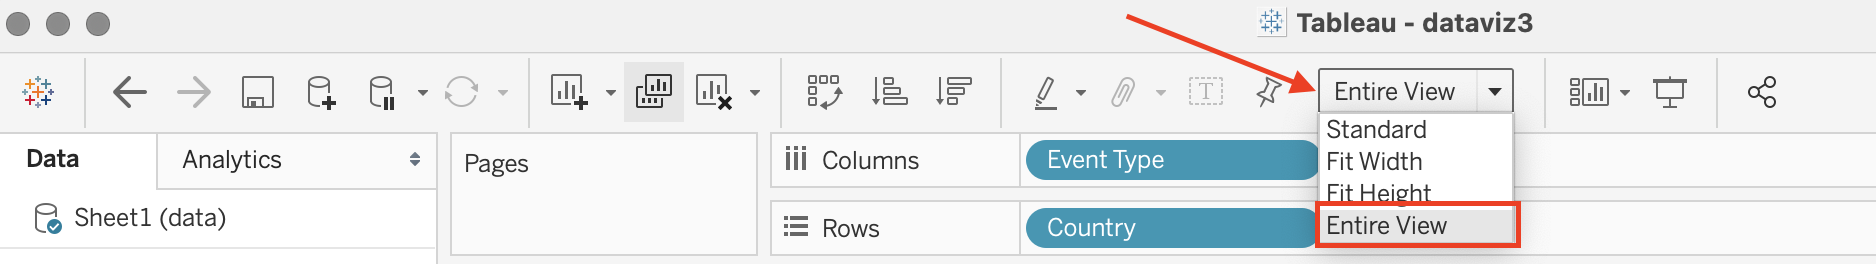 Tableau - dataviz3
T
Entire View
Standard
Fit Width
Fit Height
Entire View
Data
Analytics
Sheet1 (data)
Pages
Columns
Event Type
Rows
Country